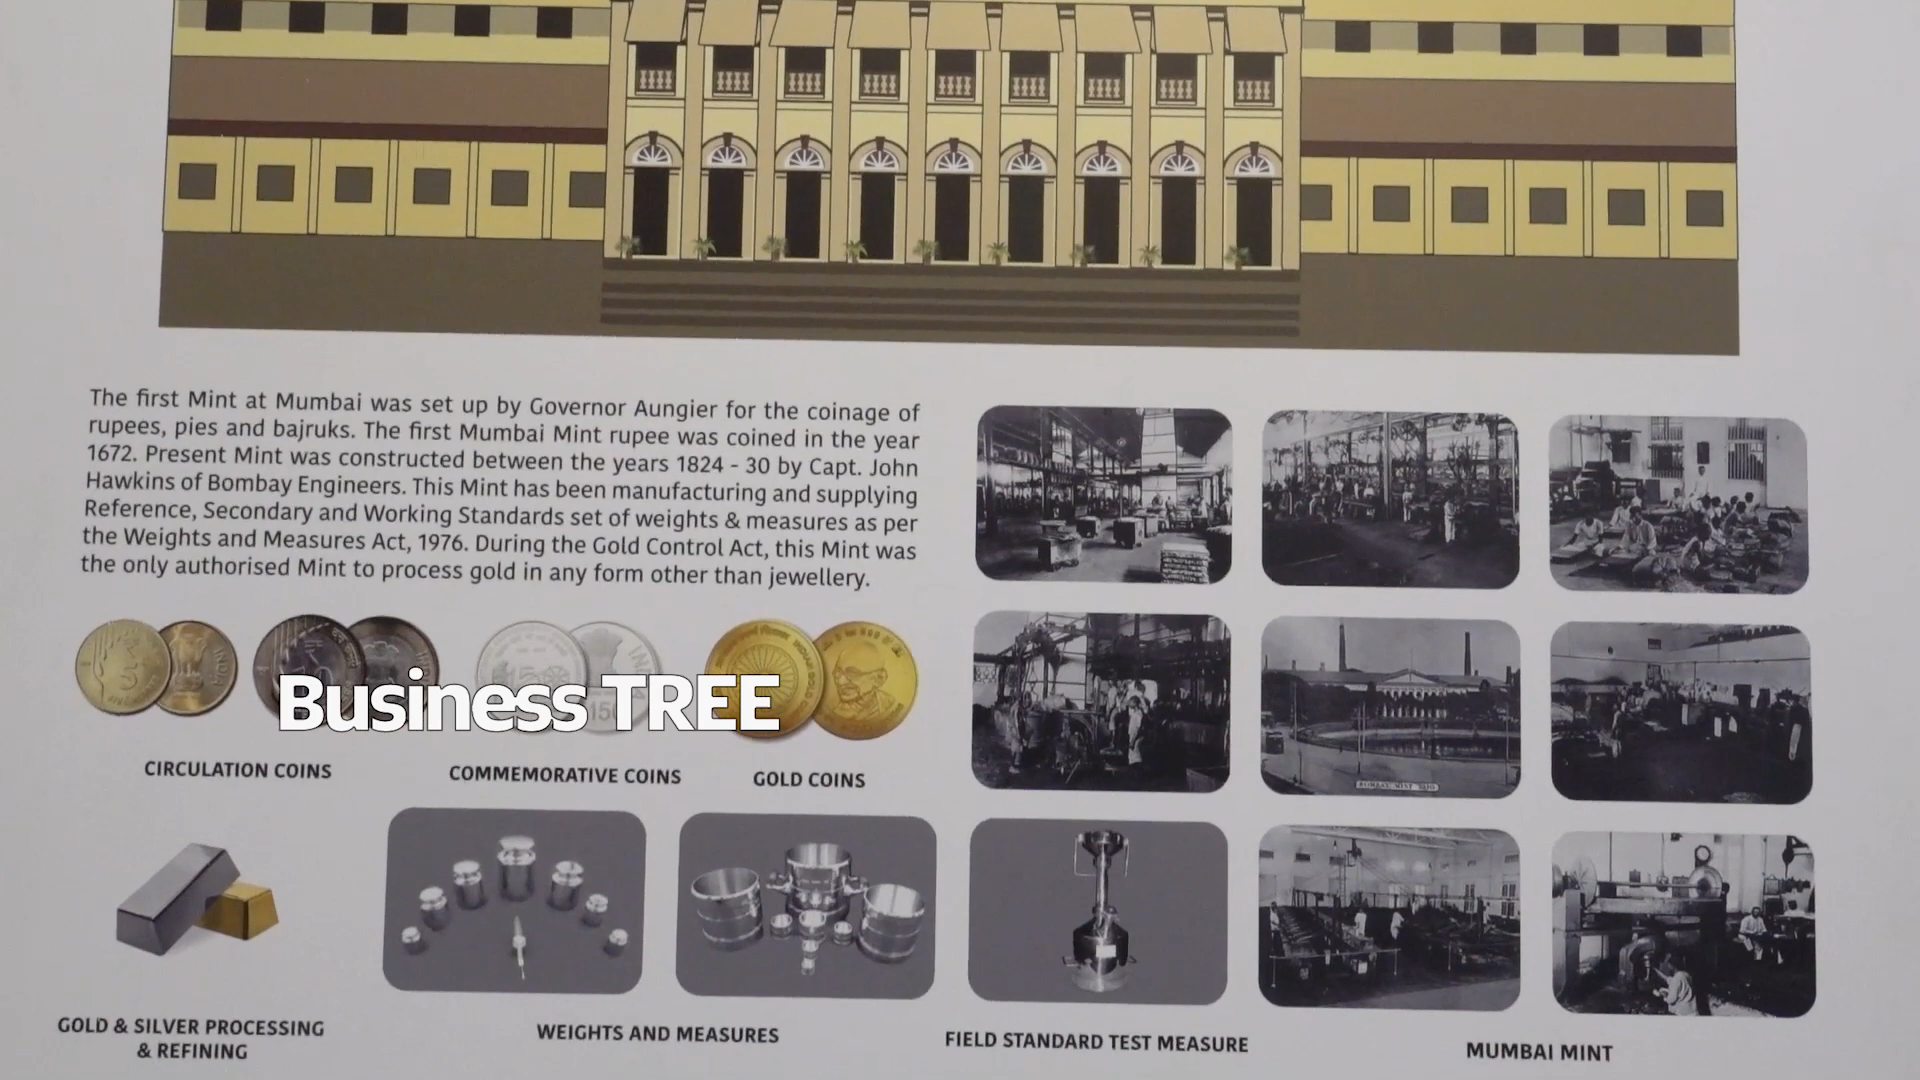 The first Mint at Mumbai was set up by Governor Aungier for the coinage of
rupees, pies and bajruks. The first Mumbai Mint rupee was coined in the year
1672. Present Mint was constructed between the years 1824 - 30 by Capt. John
Hawkins of Bombay Engineers. This Mint has been manufacturing and supplying
Reference, Secondary and Working Standards set of weights & measures as per
the Weights and Measures Act, 1976. During the Gold Control Act, this Mint was
the only authorised Mint to process gold in any form other than jewellery.
Business TREE
CIRCULATION COINS
COMMEMORATIVE COINS
GOLD COINS
BOMBAY MINT
GOLD & SILVER PROCESSING
& REFINING
WEIGHTS AND MEASURES
FIELD STANDARD TEST MEASURE
MUMBAI MINT